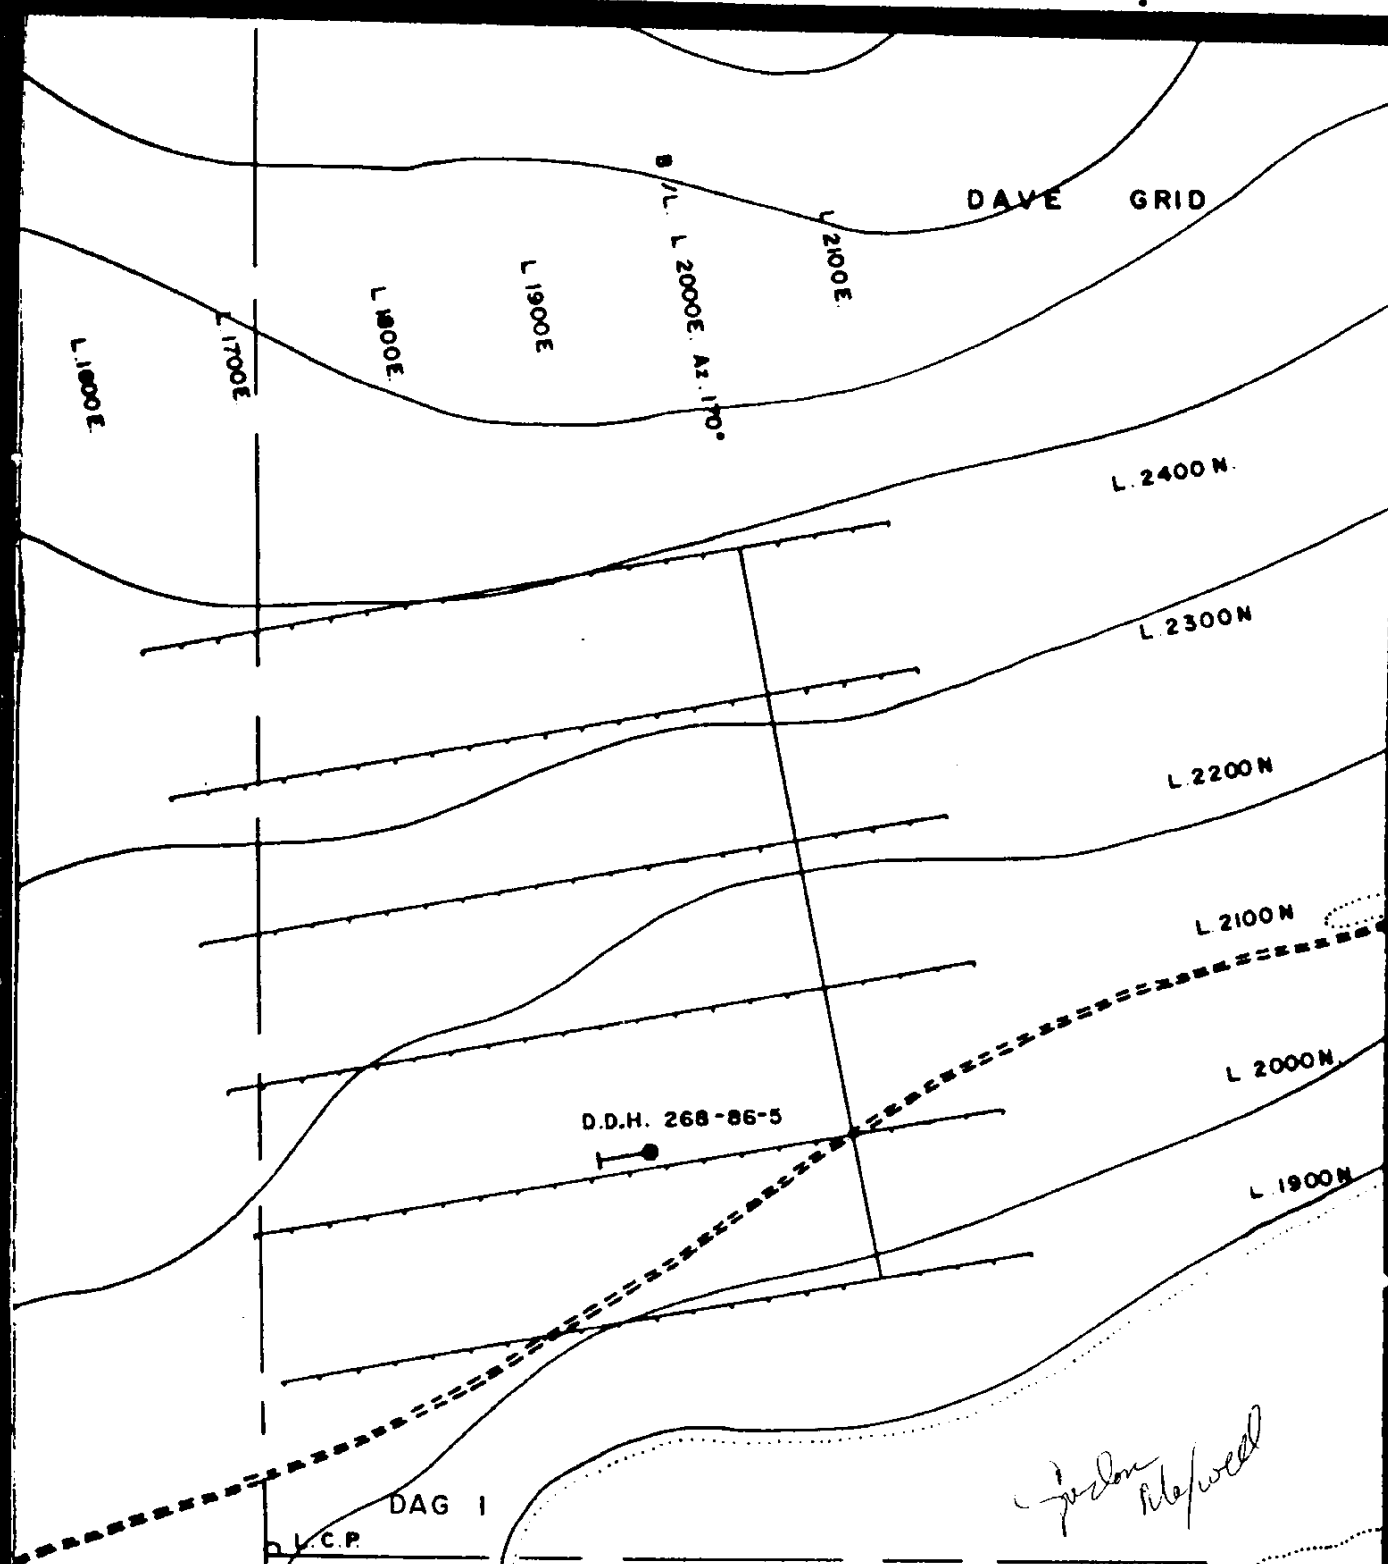 DAVE GRID
B/L. L 2000E. Az. 170°
L 2100E.
L 1900E
L 1800E.
L. 1700E
L. 1600E
L. 2400 N.
L. 2300N
L. 2200N
L. 2100N
L 2000N.
L. 1900N
D.D.H. 268-86-5
DAG 1
L.C.P.